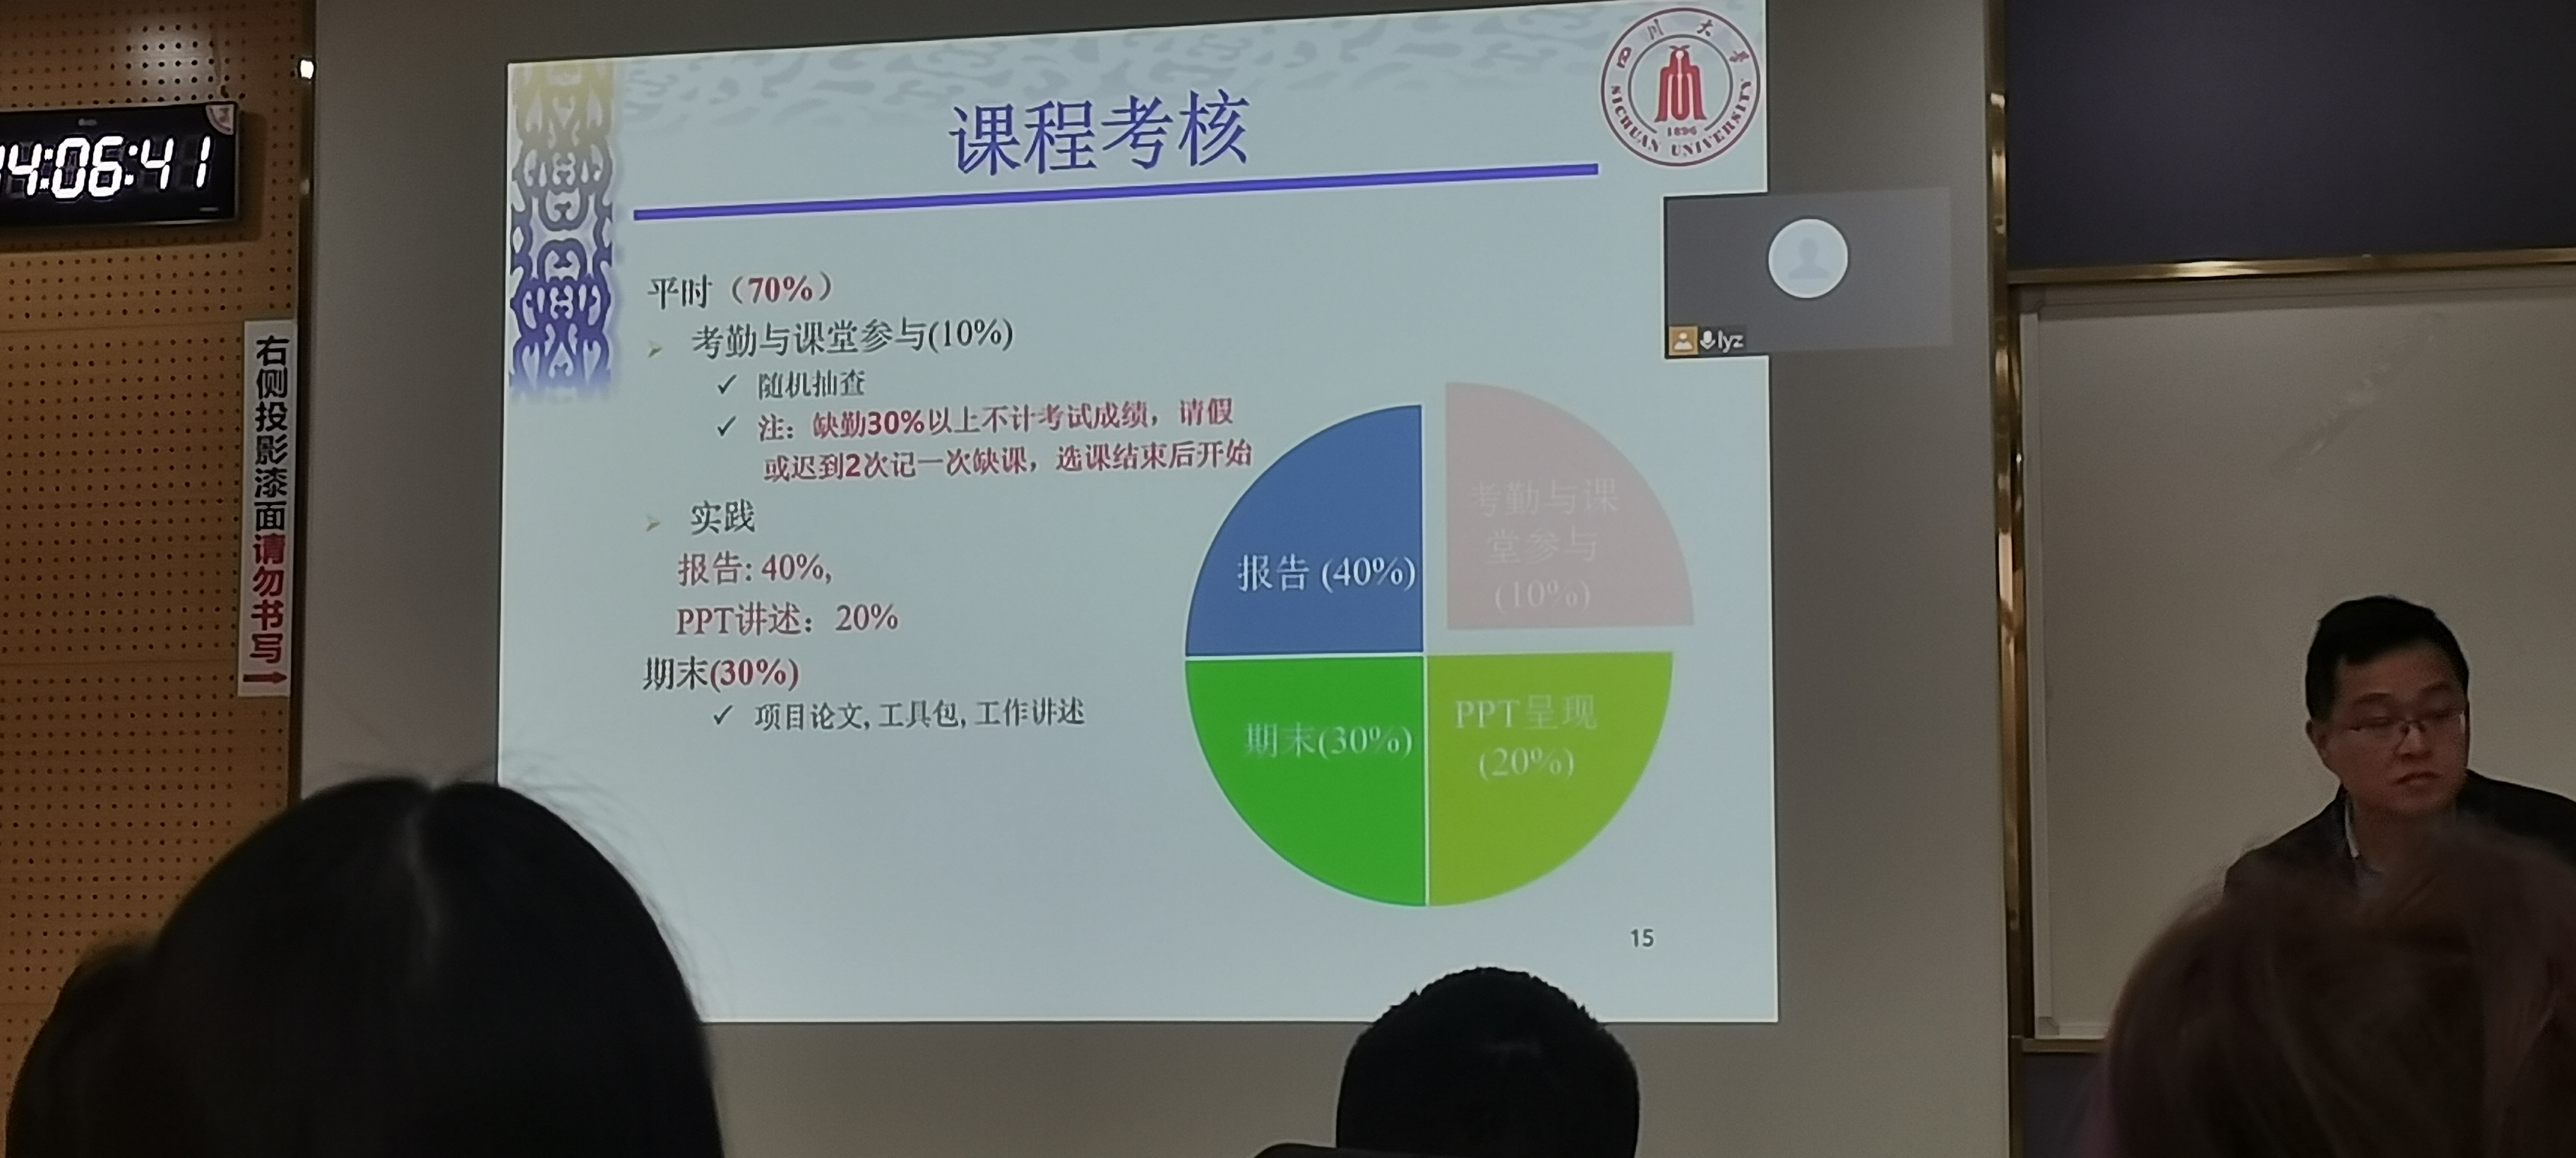 4:06:41
右侧投影漆面请勿书写
课程考核
四川大学
SICHUAN UNIVERSITY
1896
lyz
平时（70%）
考勤与课堂参与(10%)
✓ 随机抽查
✓ 注：缺勤30%以上不计考试成绩，请假
或迟到2次记一次缺课，选课结束后开始
实践
报告: 40%,
PPT讲述：20%
期末(30%)
✓ 项目论文, 工具包, 工作讲述
报告 (40%)
考勤与课
堂参与
(10%)
期末(30%)
PPT呈现
(20%)
15